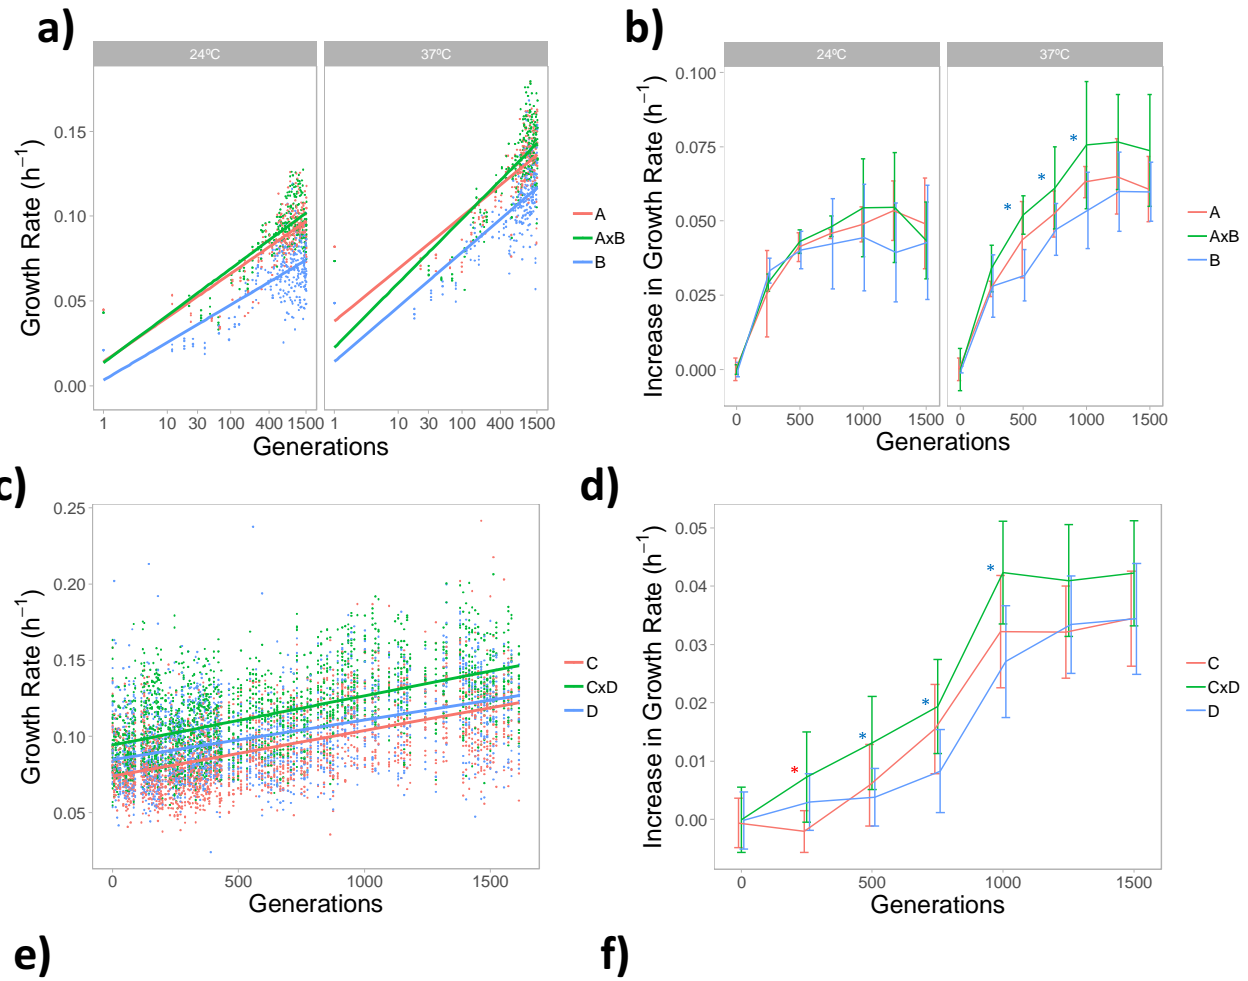 a)
24ºC 37ºC
Growth Rate (h−1)
0.15
0.10
0.05
0.00
1 10 30 100 400 1500 1 10 30 100 400 1500
Generations
A
AxB
B
b)
24ºC 37ºC
Increase in Growth Rate (h−1)
0.100
0.075
0.050
0.025
0.000
0 500 1000 1500 0 500 1000 1500
Generations
* * *
A
AxB
B
c)
Growth Rate (h−1)
0.25
0.20
0.15
0.10
0.05
0 500 1000 1500
Generations
C
CxD
D
d)
Increase in Growth Rate (h−1)
0.05
0.04
0.03
0.02
0.01
0.00
0 500 1000 1500
Generations
* * * *
C
CxD
D
e) f)